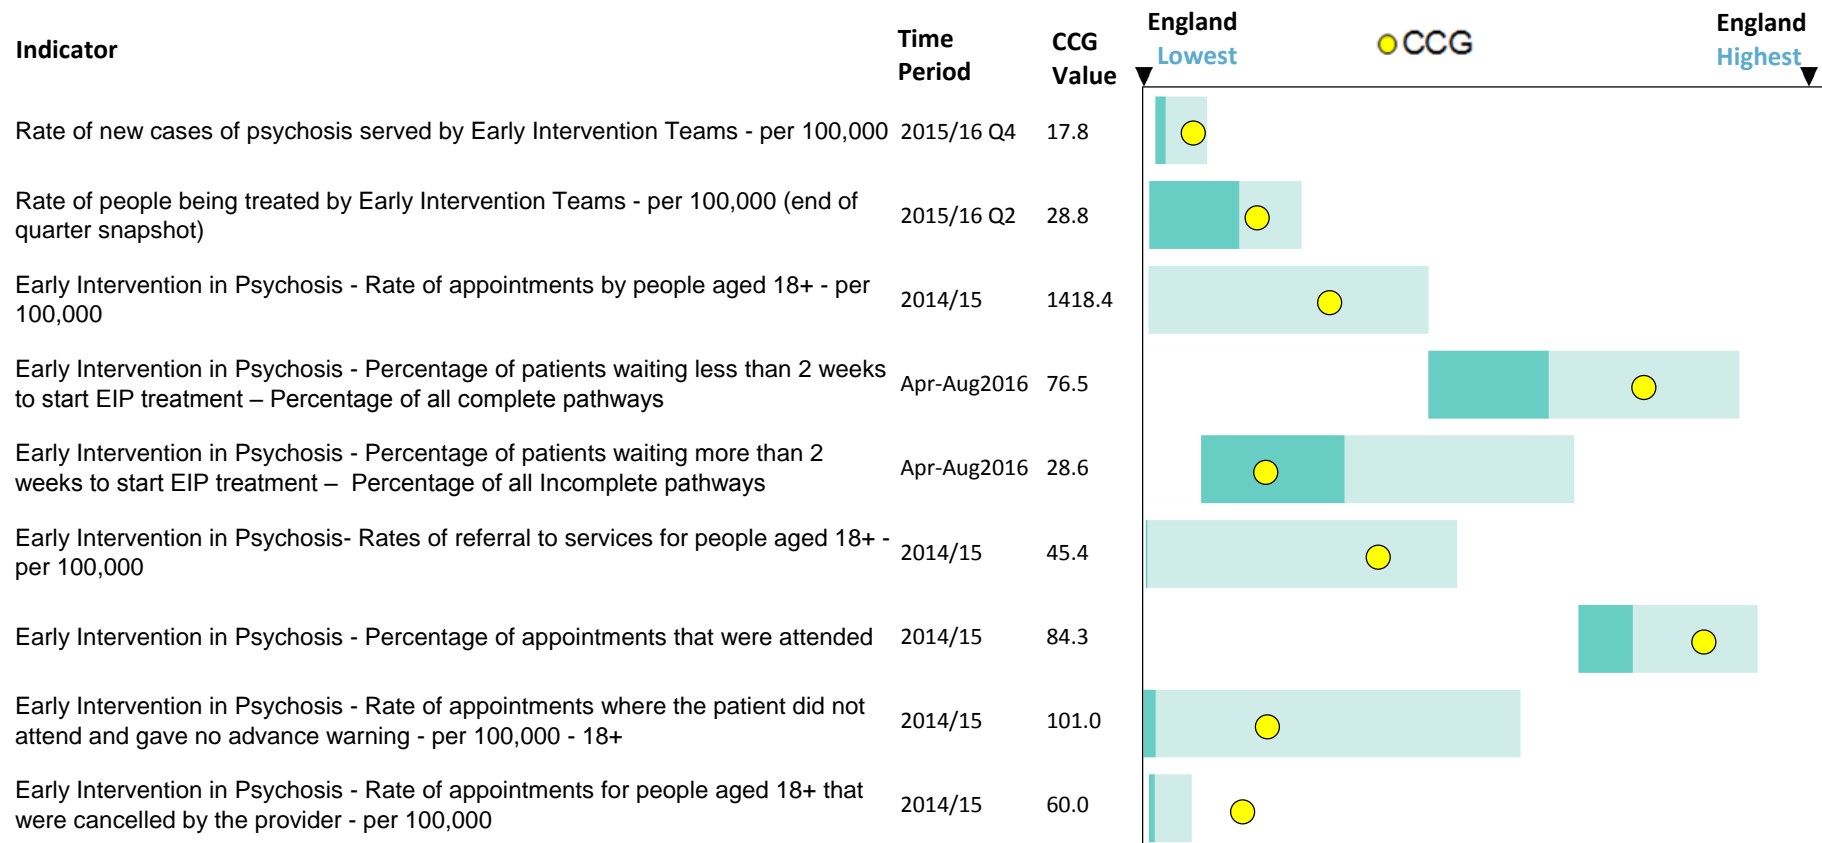 Indicator
Time Period
CCG Value
England Lowest
CCG
England Highest
Rate of new cases of psychosis served by Early Intervention Teams - per 100,000 2015/16 Q4 17.8
Rate of people being treated by Early Intervention Teams - per 100,000 (end of
quarter snapshot)
2015/16 Q2 28.8
Early Intervention in Psychosis - Rate of appointments by people aged 18+ - per
100,000
2014/15 1418.4
Early Intervention in Psychosis - Percentage of patients waiting less than 2 weeks
to start EIP treatment – Percentage of all complete pathways
Apr-Aug2016 76.5
Early Intervention in Psychosis - Percentage of patients waiting more than 2
weeks to start EIP treatment – Percentage of all Incomplete pathways
Apr-Aug2016 28.6
Early Intervention in Psychosis- Rates of referral to services for people aged 18+ -
per 100,000
2014/15 45.4
Early Intervention in Psychosis - Percentage of appointments that were attended 2014/15 84.3
Early Intervention in Psychosis - Rate of appointments where the patient did not
attend and gave no advance warning - per 100,000 - 18+
2014/15 101.0
Early Intervention in Psychosis - Rate of appointments for people aged 18+ that
were cancelled by the provider - per 100,000
2014/15 60.0